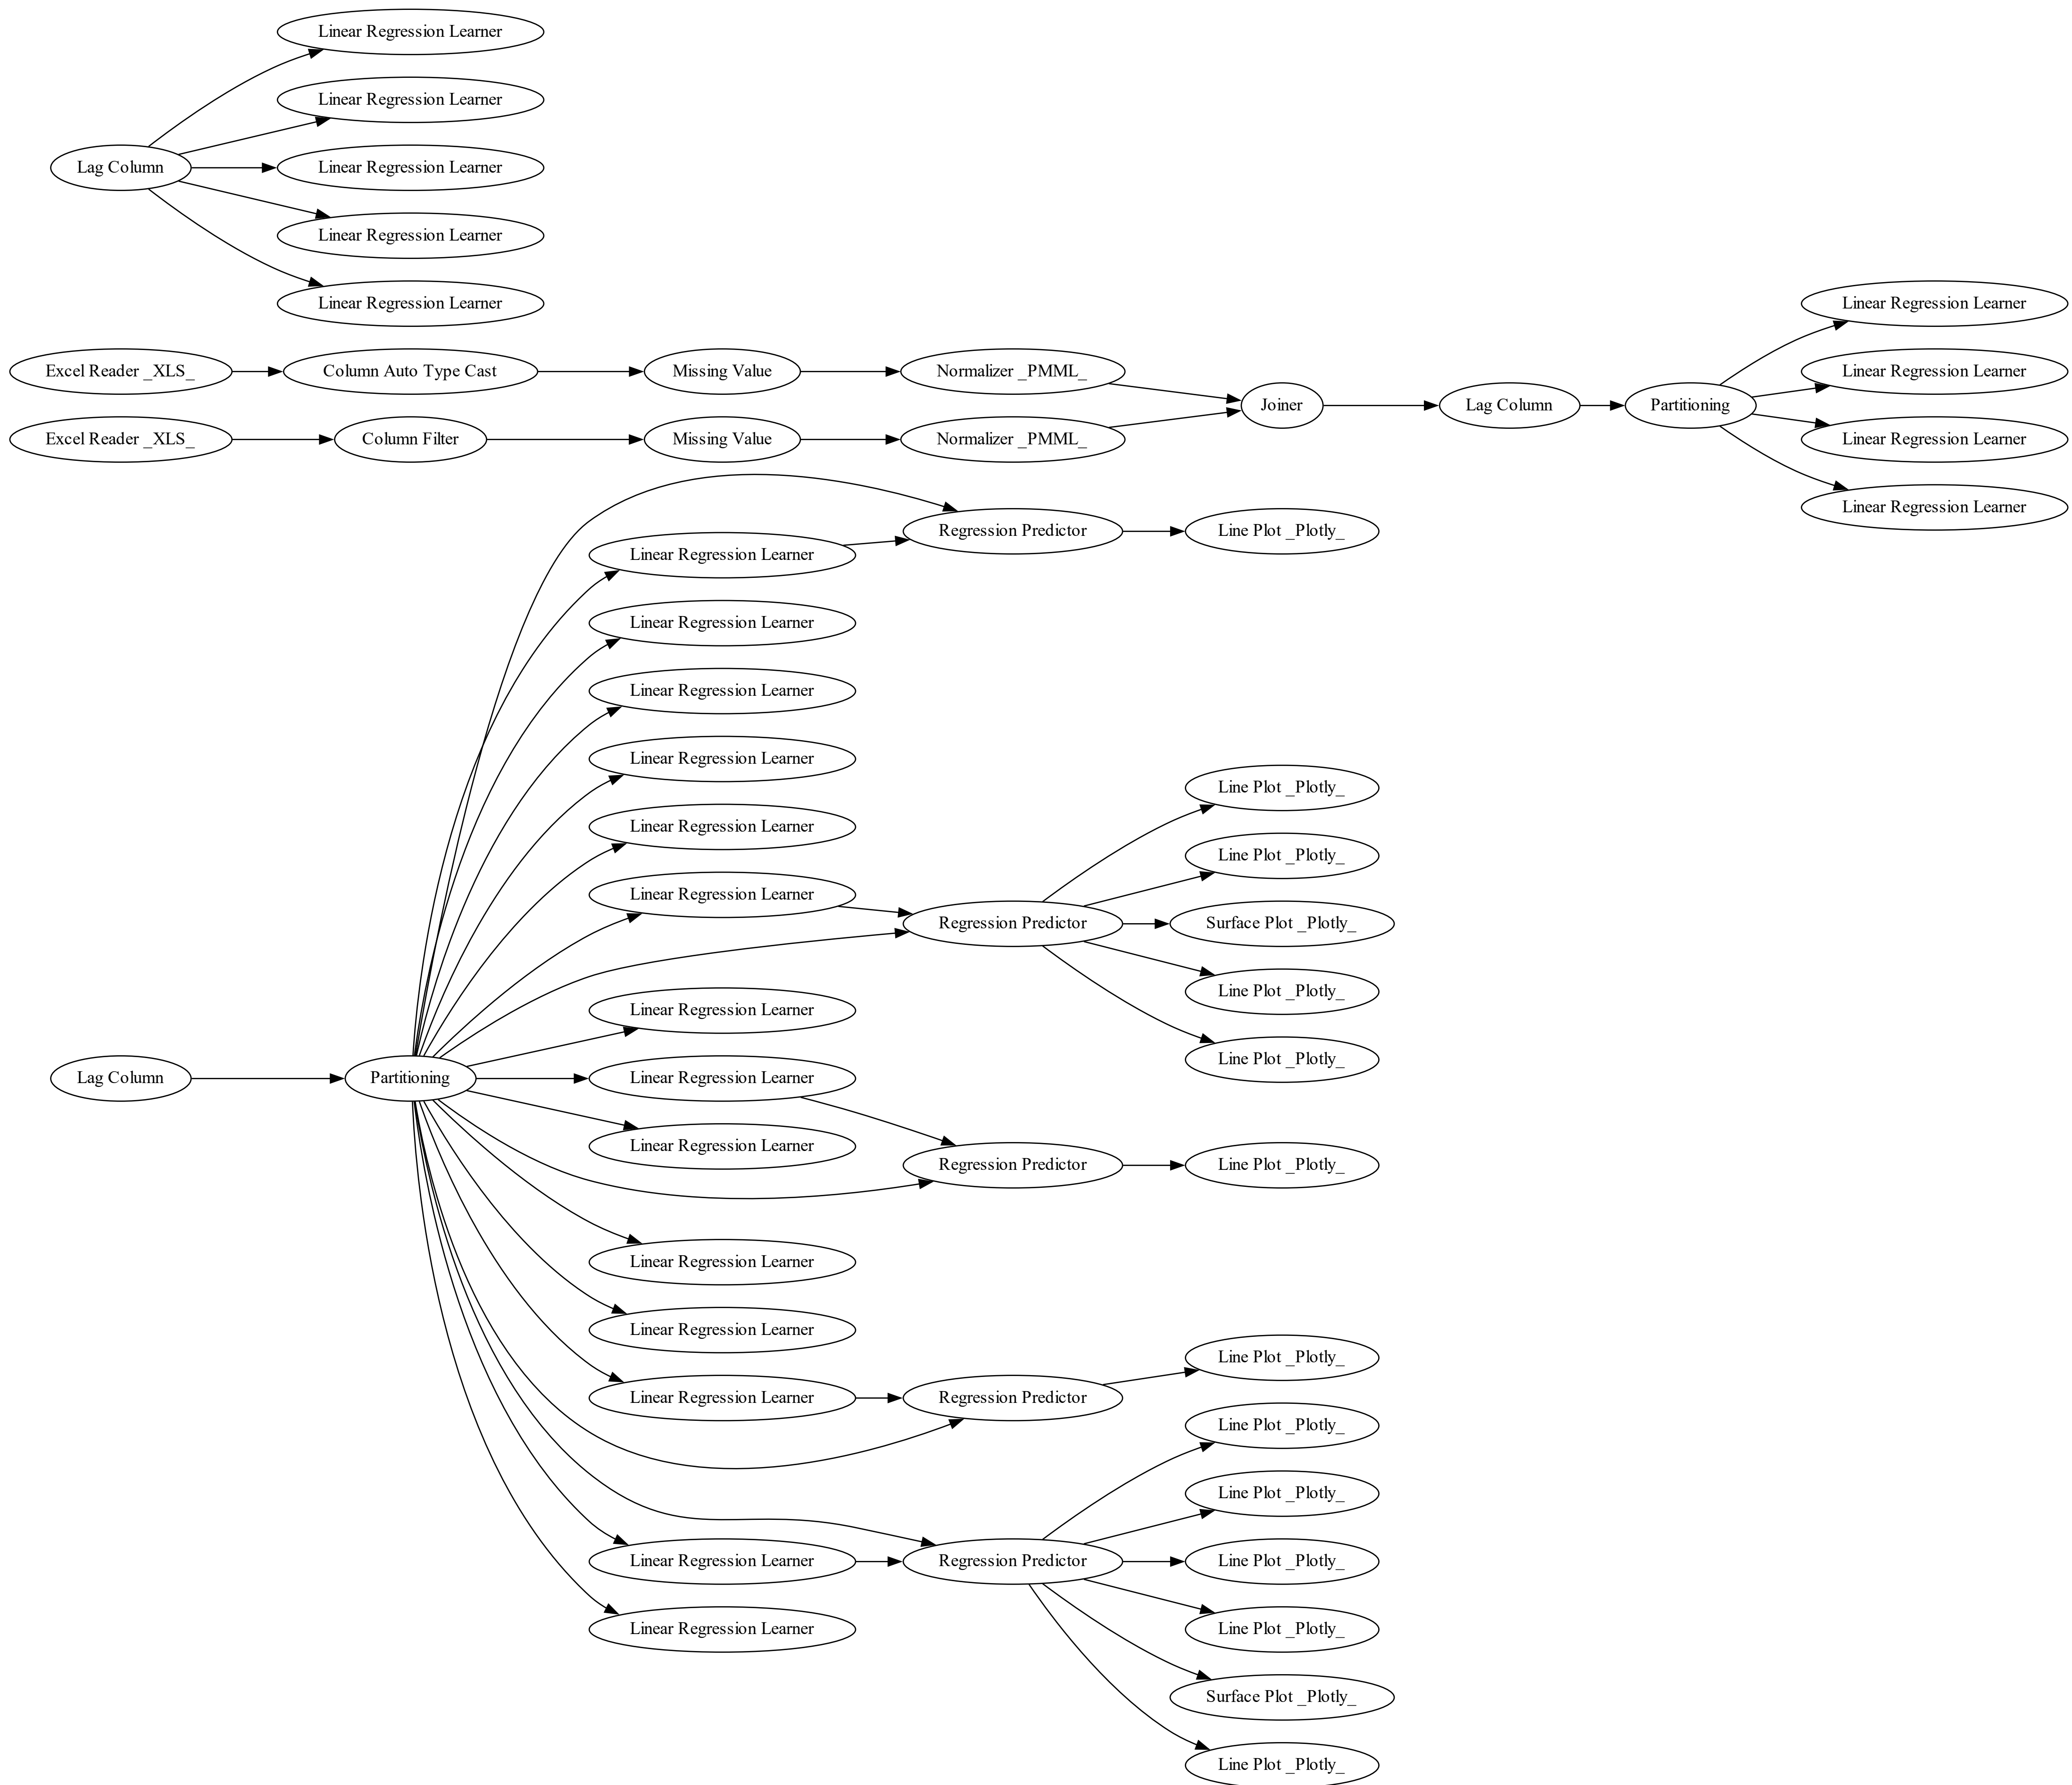 Linear Regression Learner
Linear Regression Learner
Lag Column
Linear Regression Learner
Linear Regression Learner
Linear Regression Learner
Linear Regression Learner
Excel Reader _XLS_
Column Auto Type Cast
Missing Value
Normalizer _PMML_
Linear Regression Learner
Joiner
Lag Column
Partitioning
Excel Reader _XLS_
Column Filter
Missing Value
Normalizer _PMML_
Linear Regression Learner
Linear Regression Learner
Regression Predictor
Line Plot _Plotly_
Linear Regression Learner
Linear Regression Learner
Linear Regression Learner
Linear Regression Learner
Line Plot _Plotly_
Linear Regression Learner
Line Plot _Plotly_
Linear Regression Learner
Regression Predictor
Surface Plot _Plotly_
Line Plot _Plotly_
Linear Regression Learner
Line Plot _Plotly_
Lag Column
Partitioning
Linear Regression Learner
Linear Regression Learner
Regression Predictor
Line Plot _Plotly_
Linear Regression Learner
Linear Regression Learner
Line Plot _Plotly_
Linear Regression Learner
Regression Predictor
Line Plot _Plotly_
Line Plot _Plotly_
Linear Regression Learner
Regression Predictor
Line Plot _Plotly_
Linear Regression Learner
Line Plot _Plotly_
Surface Plot _Plotly_
Line Plot _Plotly_